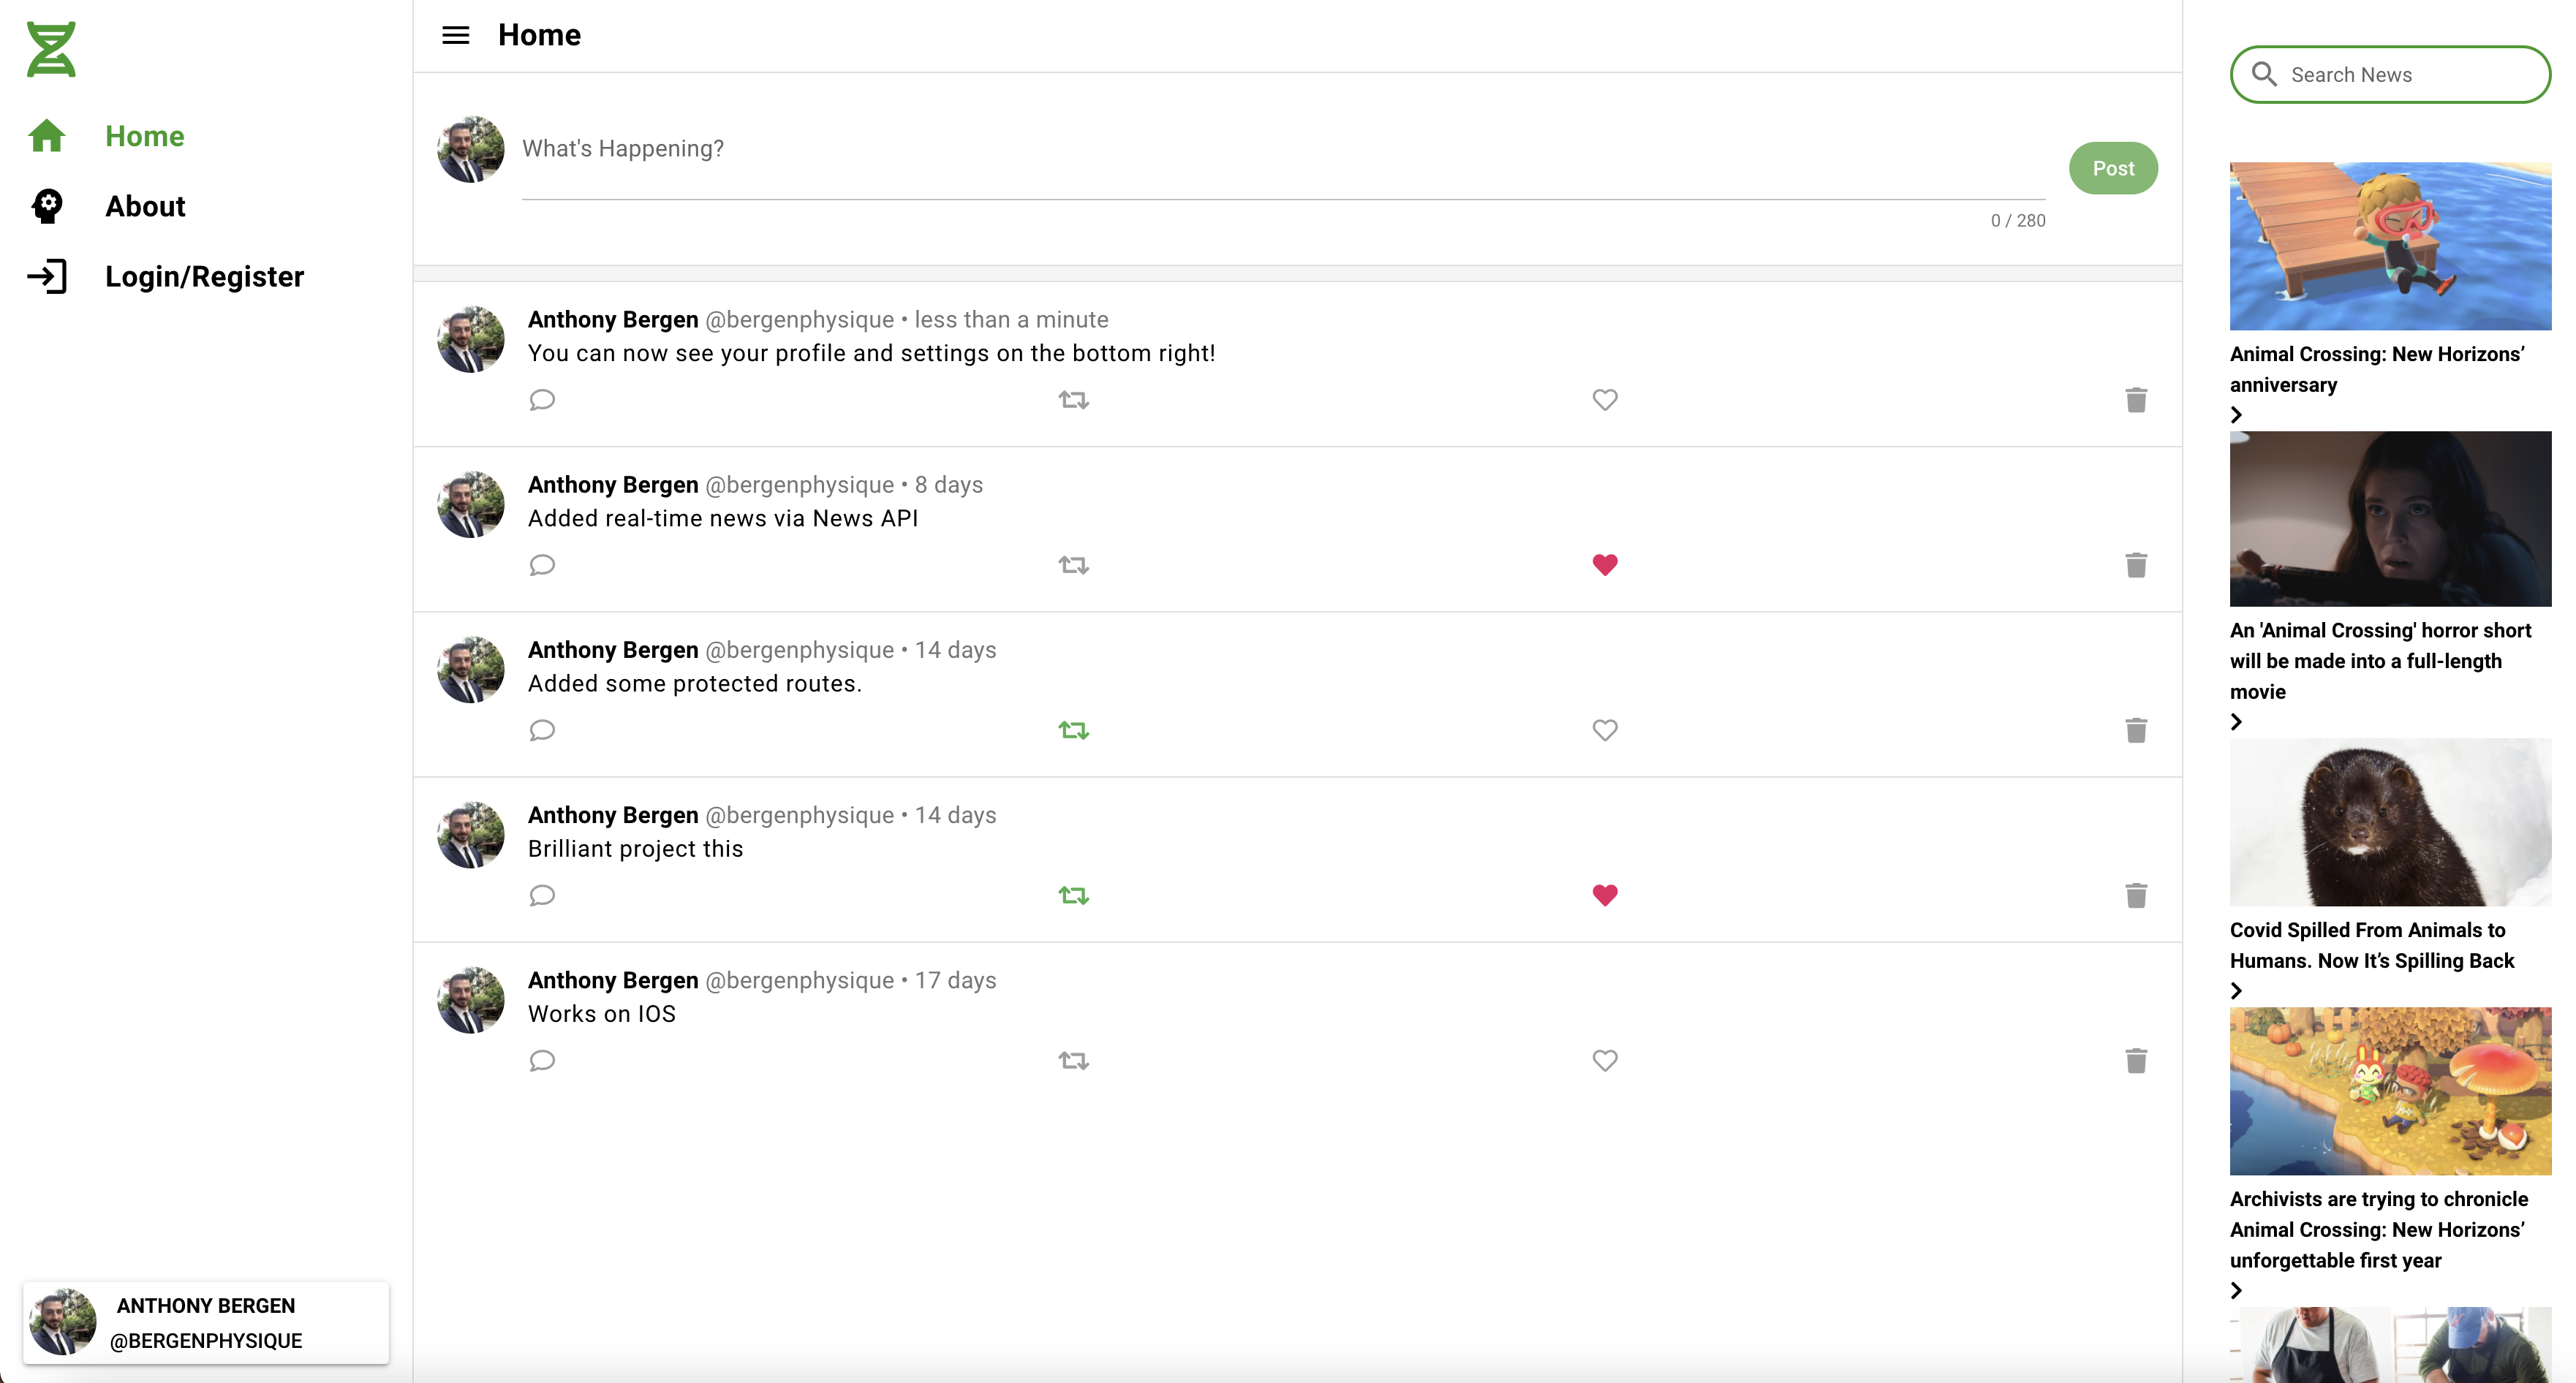 Home
About
Login/Register
ANTHONY BERGEN
@BERGENPHYSIQUE
Home
What's Happening?
Post
0 / 280
Anthony Bergen @bergenphysique • less than a minute
You can now see your profile and settings on the bottom right!
Anthony Bergen @bergenphysique • 8 days
Added real-time news via News API
Anthony Bergen @bergenphysique • 14 days
Added some protected routes.
Anthony Bergen @bergenphysique • 14 days
Brilliant project this
Anthony Bergen @bergenphysique • 17 days
Works on IOS
Search News
Animal Crossing: New Horizons’
anniversary
An 'Animal Crossing' horror short
will be made into a full-length
movie
Covid Spilled From Animals to
Humans. Now It’s Spilling Back
Archivists are trying to chronicle
Animal Crossing: New Horizons’
unforgettable first year